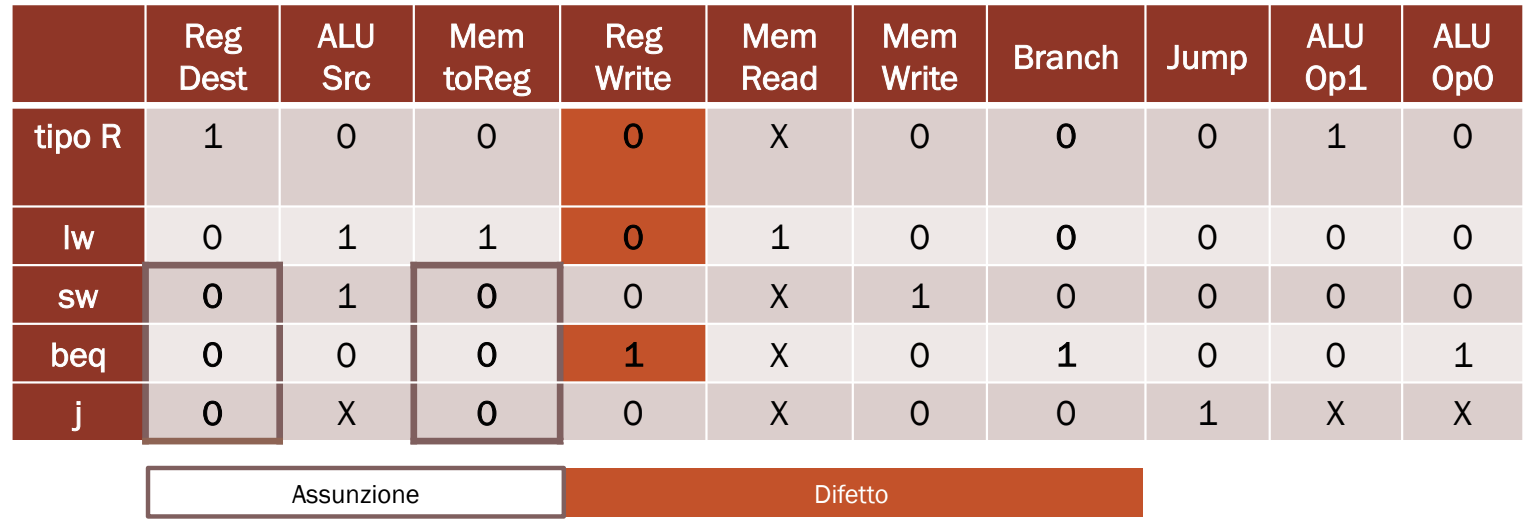 Reg Dest ALU Src Mem toReg Reg Write Mem Read Mem Write Branch Jump ALU Op1 ALU Op0
tipo R 1 0 0 0 X 0 0 0 1 0
lw 0 1 1 0 1 0 0 0 0 0
sw 0 1 0 0 X 1 0 0 0 0
beq 0 0 0 1 X 0 1 0 0 1
j 0 X 0 0 X 0 0 1 X X
Assunzione Difetto